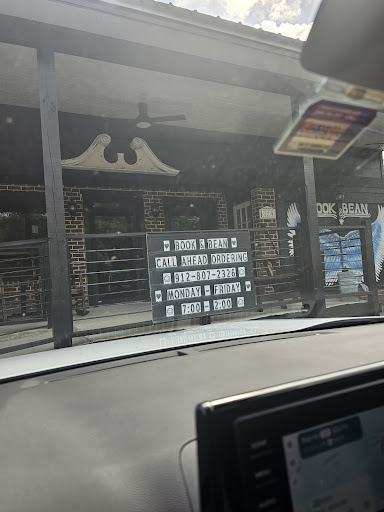 BOOK & BEAN
CALL AHEAD ORDERING
912-807-2326
MONDAY - FRIDAY
7:00 - 2:00
BOOK & BEAN